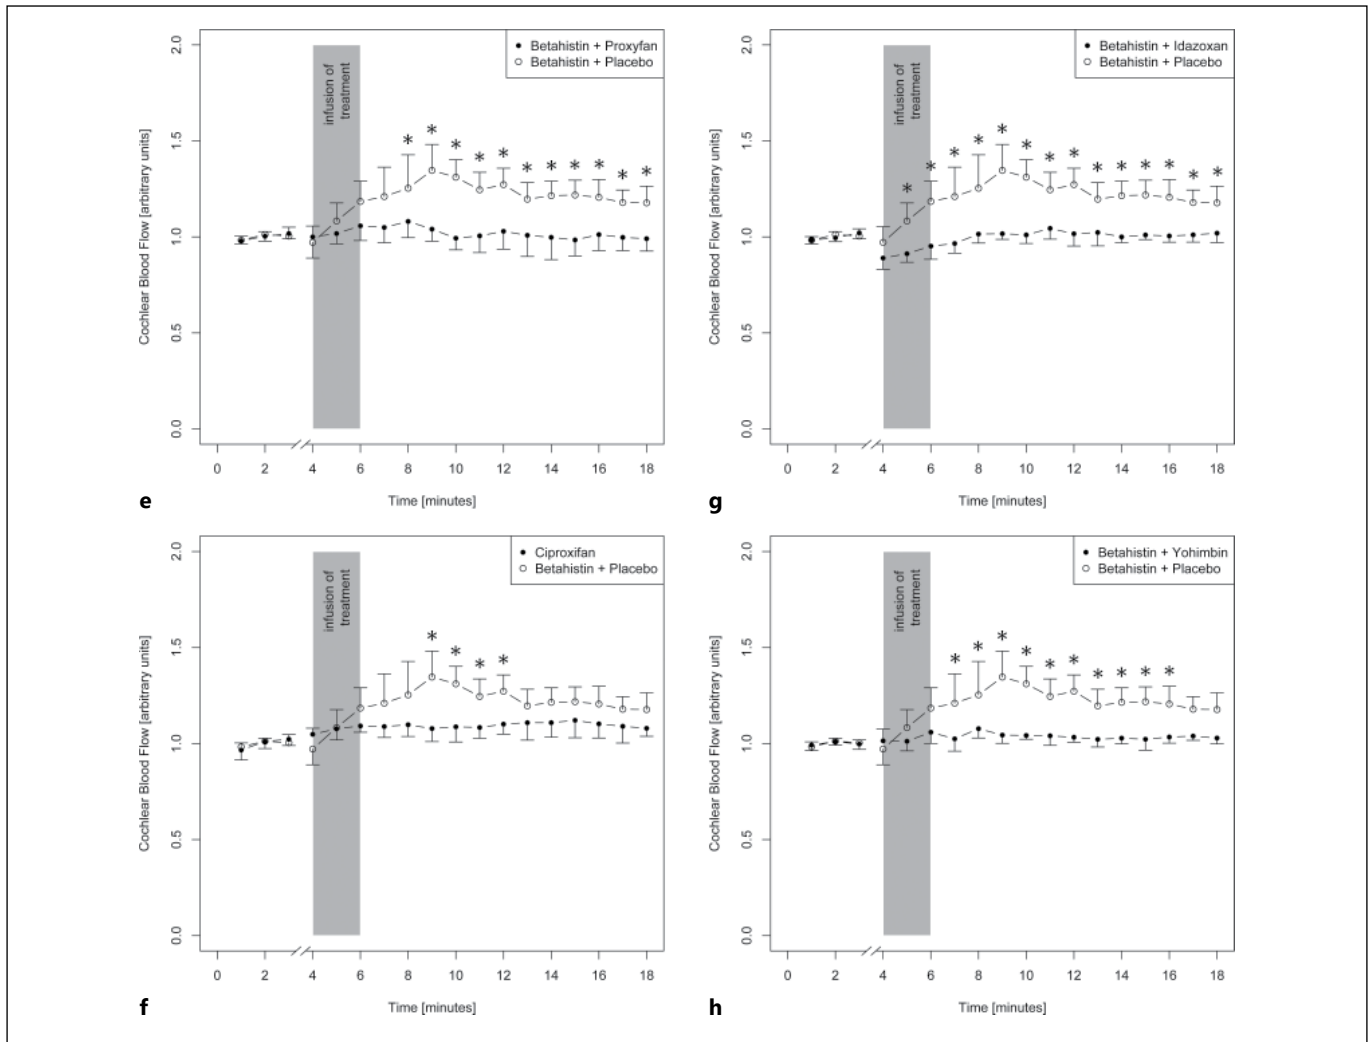 Betahistin + Proxyfan
Betahistin + Placebo
infusion of
treatment
Cochlear Blood Flow [arbitrary units]
2.0
1.5
1.0
0.5
0.0
* * * * * * * * * * *
0 2 4 6 8 10 12 14 16 18
Time [minutes]
e
Betahistin + Idazoxan
Betahistin + Placebo
infusion of
treatment
Cochlear Blood Flow [arbitrary units]
2.0
1.5
1.0
0.5
0.0
* * * * * * * * * * * * * *
0 2 4 6 8 10 12 14 16 18
Time [minutes]
g
Ciproxifan
Betahistin + Placebo
infusion of
treatment
Cochlear Blood Flow [arbitrary units]
2.0
1.5
1.0
0.5
0.0
* * * *
0 2 4 6 8 10 12 14 16 18
Time [minutes]
f
Betahistin + Yohimbin
Betahistin + Placebo
infusion of
treatment
Cochlear Blood Flow [arbitrary units]
2.0
1.5
1.0
0.5
0.0
* * * * * * * * * *
0 2 4 6 8 10 12 14 16 18
Time [minutes]
h